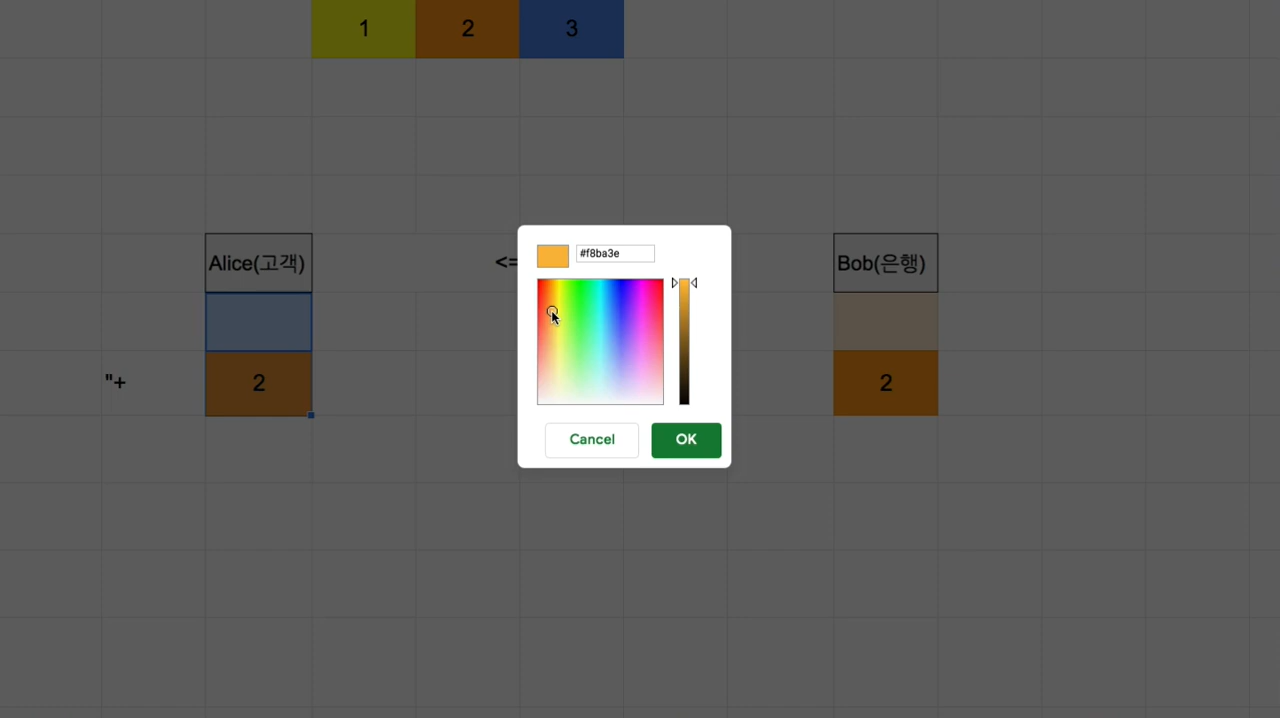 1 2 3
#f8ba3e
Alice(고객) <= Bob(은행)
"+ 2 2
Cancel OK